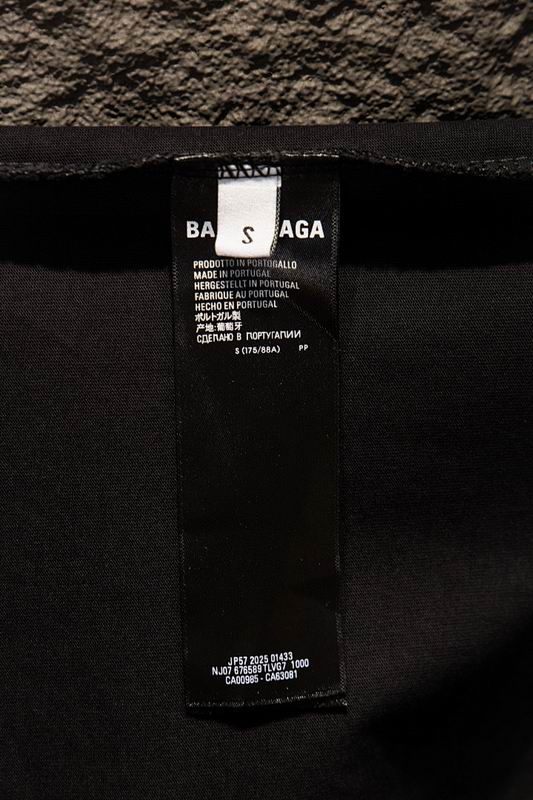 BA AGA
S
PRODOTTO IN PORTOGALLO
MADE IN PORTUGAL
HERGESTELLT IN PORTUGAL
FABRIQUE AU PORTUGAL
HECHO EN PORTUGAL
ポルトガル製
产地:葡萄牙
СДЕЛАНО В ПОРТУГАЛИИ
S (175/88A) PP
JP57 2025 01433
NJ07 676589TLVG7 1000
CA00985 - CA63081